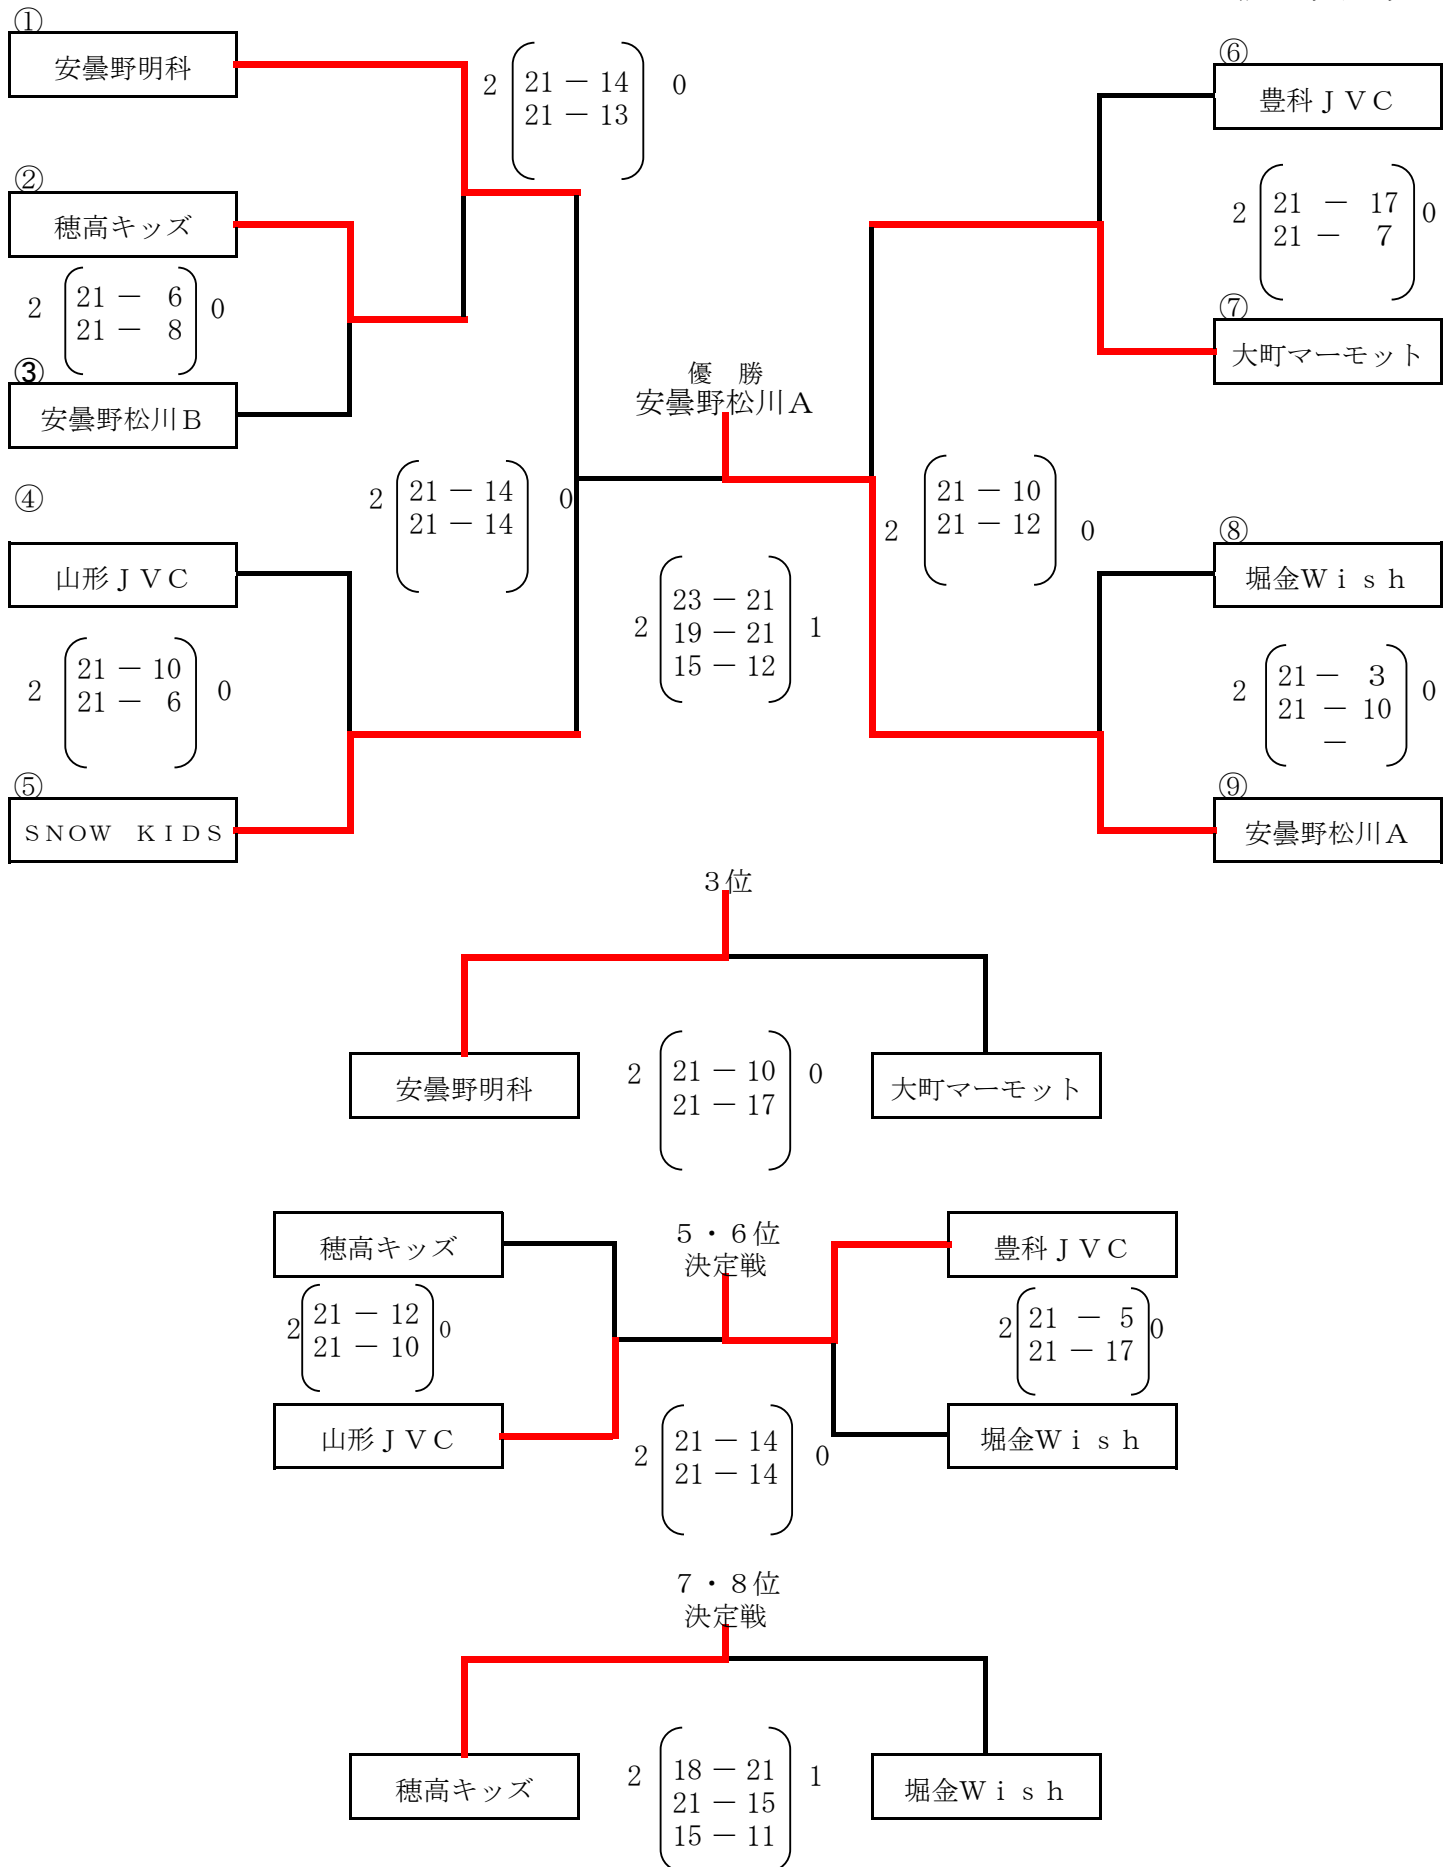 ①
安曇野明科
2 21 － 14 0
21 － 13
⑥
豊科ＪＶＣ
②
穂高キッズ
2 21 － 17 0
21 － 7
2 21 － 6 0
21 － 8
⑦
大町マーモット
③
安曇野松川Ｂ
優 勝
安曇野松川Ａ
④
2 21 － 14 0
21 － 14
2 21 － 10 0
21 － 12
山形ＪＶＣ
⑧
堀金Ｗｉｓｈ
2 23 － 21 1
19 － 21
15 － 12
2 21 － 10 0
21 － 6
2 21 － 3 0
21 － 10
－
⑤
ＳＮＯＷ　ＫＩＤＳ
⑨
安曇野松川Ａ
３位
安曇野明科
2 21 － 10 0
21 － 17
大町マーモット
穂高キッズ
５・６位
決定戦
豊科ＪＶＣ
2 21 － 12 0
21 － 10
2 21 － 5 0
21 － 17
山形ＪＶＣ
2 21 － 14 0
21 － 14
堀金Ｗｉｓｈ
７・８位
決定戦
穂高キッズ
2 18 － 21 1
21 － 15
15 － 11
堀金Ｗｉｓｈ